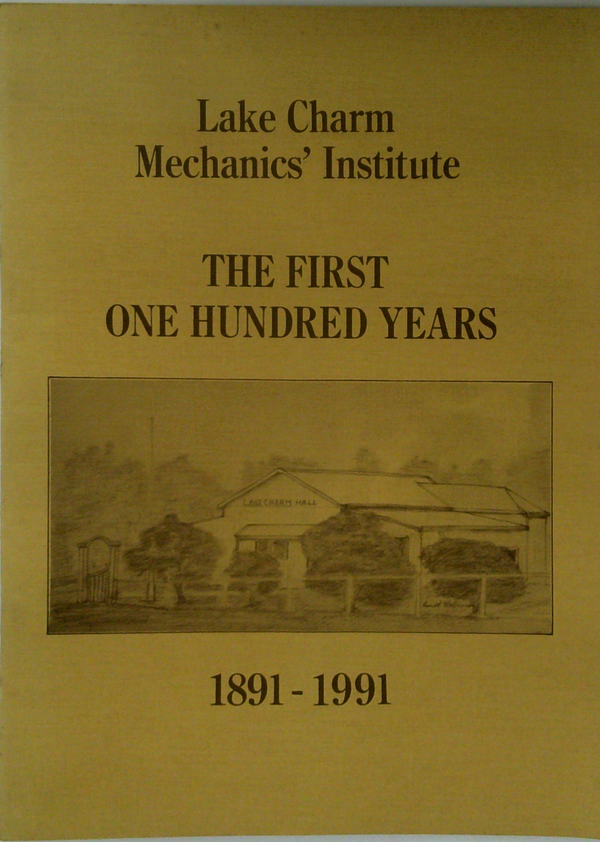 Lake Charm
Mechanics' Institute
THE FIRST
ONE HUNDRED YEARS
LAKE CHARM HALL
1891 - 1991